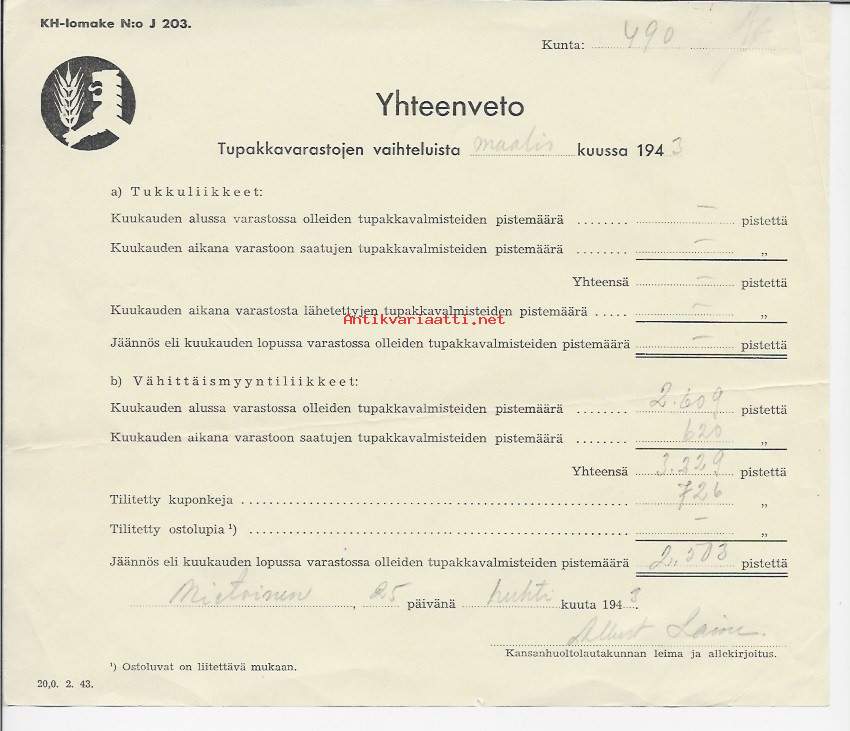 KH-lomake N:o J 203.
Kunta: 490
Yhteenveto
Tupakkavarastojen vaihteluista maalis kuussa 1943
a) Tukkuliikkeet:
Kuukauden alussa varastossa olleiden tupakkavalmisteiden pistemäärä ........ — pistettä
Kuukauden aikana varastoon saatujen tupakkavalmisteiden pistemäärä ........ — „
Yhteensä — pistettä
Kuukauden aikana varastosta lähetettyjen tupakkavalmisteiden pistemäärä ..... — „
Antikvariaatti.net
Jäännös eli kuukauden lopussa varastossa olleiden tupakkavalmisteiden pistemäärä — pistettä
b) Vähittäismyyntiliikkeet:
Kuukauden alussa varastossa olleiden tupakkavalmisteiden pistemäärä ........ 2.609 pistettä
Kuukauden aikana varastoon saatujen tupakkavalmisteiden pistemäärä ........ 620 „
Yhteensä 3.229 pistettä
Tilitetty kuponkeja ........ 726 „
Tilitetty ostolupia ¹) ........ — „
Jäännös eli kuukauden lopussa varastossa olleiden tupakkavalmisteiden pistemäärä 2.503 pistettä
Mietoinen, 25 päivänä huhti kuuta 1943.
Albert Laine.
Kansanhuoltolautakunnan leima ja allekirjoitus.
¹) Ostoluvat on liitettävä mukaan.
20,0. 2. 43.